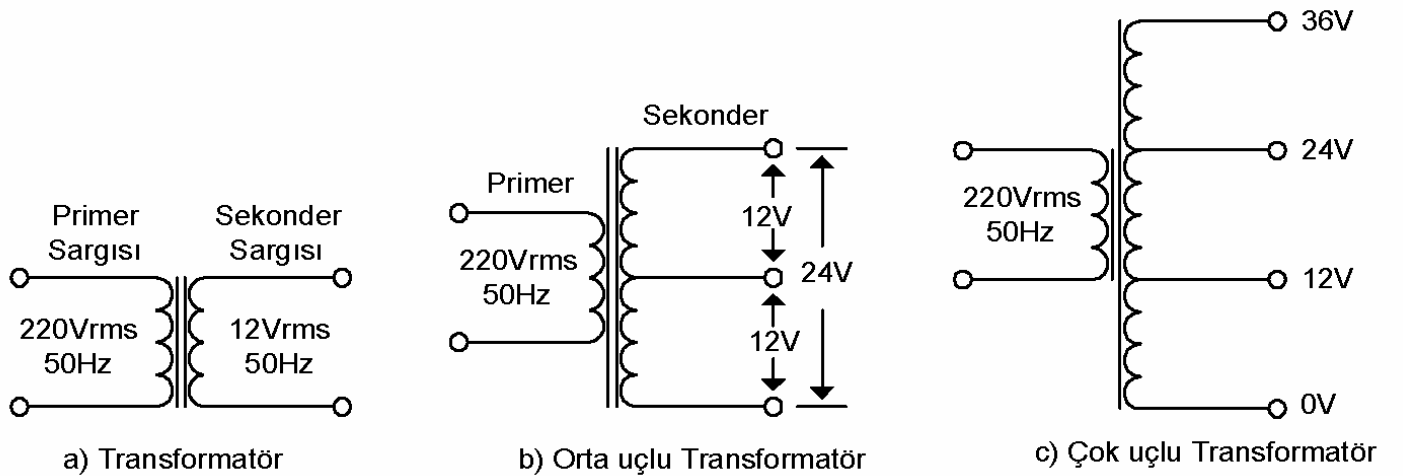 Primer
Sargısı
Sekonder
Sargısı
220Vrms
50Hz
12Vrms
50Hz
a) Transformatör
Primer
Sekonder
220Vrms
50Hz
12V
24V
12V
b) Orta uçlu Transformatör
220Vrms
50Hz
36V
24V
12V
0V
c) Çok uçlu Transformatör